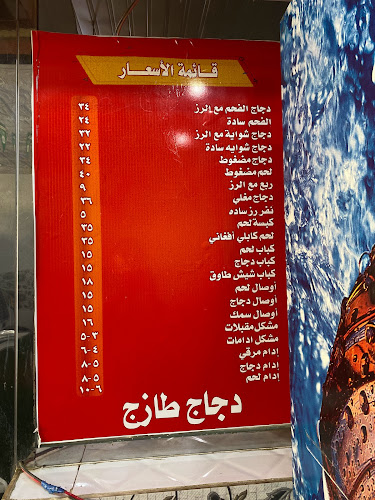 قائمة الأسعار
دجاج الفحم مع الرز ٣٤
الفحم سادة ٢٤
دجاج شواية مع الرز ٣٢
دجاج شوايه سادة ٢٢
دجاج مضغوط ٣٤
لحم مضغوط ٤٠
ربع مع الرز ٩
دجاج مغلي ٣٦
نفر رز ساده ٥
كبسة لحم ٣٥
لحم كابلي أفغاني ٣٥
كباب لحم ١٥
كباب دجاج ١٥
كباب شيش طاوق ١٨
أوصال لحم ١٥
أوصال دجاج ١٥
أوصال سمك ١٦
مشكل مقبلات ٣-٥
مشكل ادامات ٤-٦
إدام مرقي ٥-٨
إدام دجاج ٥-٨
إدام لحم ٦-١٠
دجاج طازج